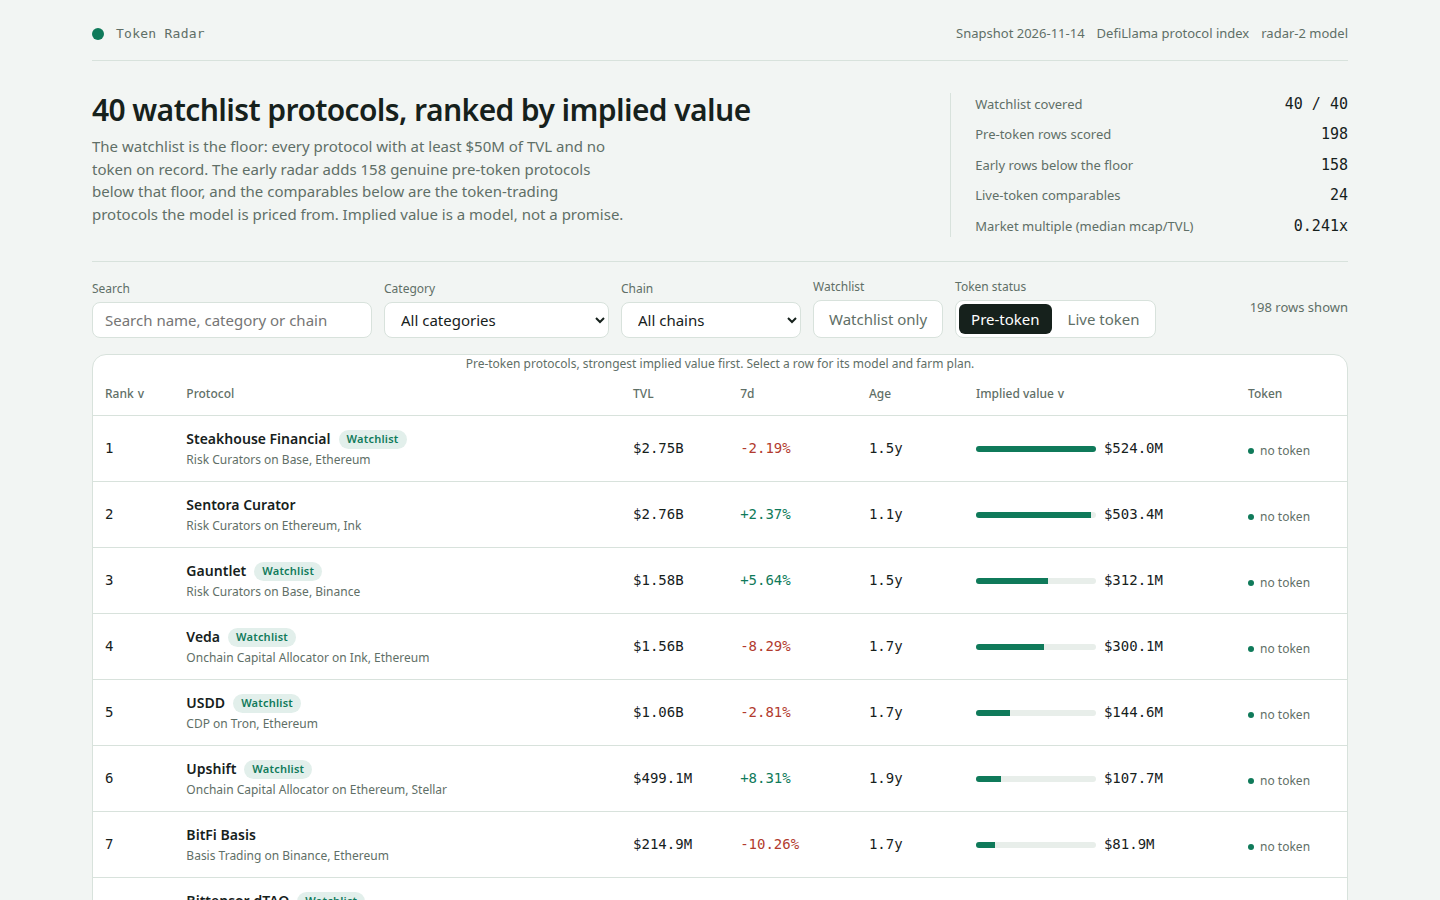 Token Radar
Snapshot 2026-11-14 DefiLlama protocol index radar-2 model
40 watchlist protocols, ranked by implied value
The watchlist is the floor: every protocol with at least $50M of TVL and no
token on record. The early radar adds 158 genuine pre-token protocols
below that floor, and the comparables below are the token-trading
protocols the model is priced from. Implied value is a model, not a promise.
Watchlist covered 40 / 40
Pre-token rows scored 198
Early rows below the floor 158
Live-token comparables 24
Market multiple (median mcap/TVL) 0.241x
Search
Search name, category or chain
Category
All categories
Chain
All chains
Watchlist
Watchlist only
Token status
Pre-token Live token
198 rows shown
Pre-token protocols, strongest implied value first. Select a row for its model and farm plan.
Rank v Protocol TVL 7d Age Implied value v Token
1 Steakhouse Financial Watchlist $2.75B -2.19% 1.5y $524.0M no token
Risk Curators on Base, Ethereum
2 Sentora Curator $2.76B +2.37% 1.1y $503.4M no token
Risk Curators on Ethereum, Ink
3 Gauntlet Watchlist $1.58B +5.64% 1.5y $312.1M no token
Risk Curators on Base, Binance
4 Veda Watchlist $1.56B -8.29% 1.7y $300.1M no token
Onchain Capital Allocator on Ink, Ethereum
5 USDD Watchlist $1.06B -2.81% 1.7y $144.6M no token
CDP on Tron, Ethereum
6 Upshift Watchlist $499.1M +8.31% 1.9y $107.7M no token
Onchain Capital Allocator on Ethereum, Stellar
7 BitFi Basis $214.9M -10.26% 1.7y $81.9M no token
Basis Trading on Binance, Ethereum
Bittensor dTAO Watchlist